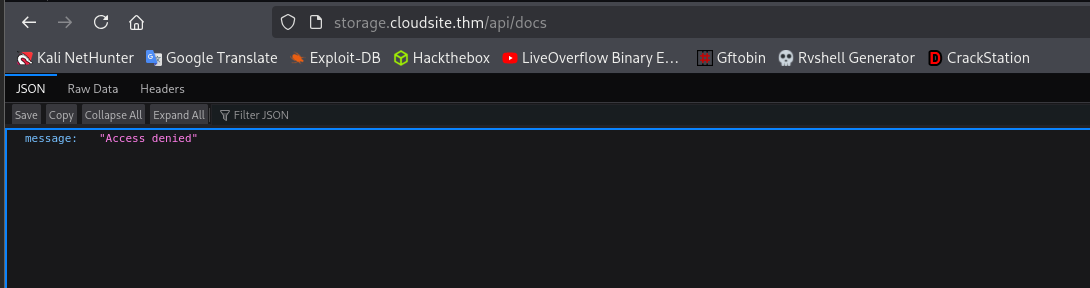 storage.cloudsite.thm/api/docs
Kali NetHunter Google Translate Exploit-DB Hackthebox LiveOverflow Binary E... Gftobin Rvshell Generator CrackStation
JSON Raw Data Headers
Save Copy Collapse All Expand All Filter JSON
message: "Access denied"